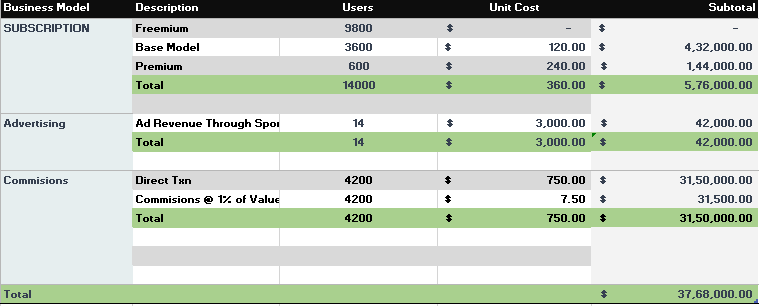 Business Model Description Users Unit Cost Subtotal
SUBSCRIPTION Freemium 9800 $ - $ -
Base Model 3600 $ 120.00 $ 4,32,000.00
Premium 600 $ 240.00 $ 1,44,000.00
Total 14000 $ 360.00 $ 5,76,000.00
Advertising Ad Revenue Through Spor 14 $ 3,000.00 $ 42,000.00
Total 14 $ 3,000.00 $ 42,000.00
Commisions Direct Txn 4200 $ 750.00 $ 31,50,000.00
Commisions @ 1% of Value 4200 $ 7.50 $ 31,500.00
Total 4200 $ 750.00 $ 31,50,000.00
Total $ 37,68,000.00